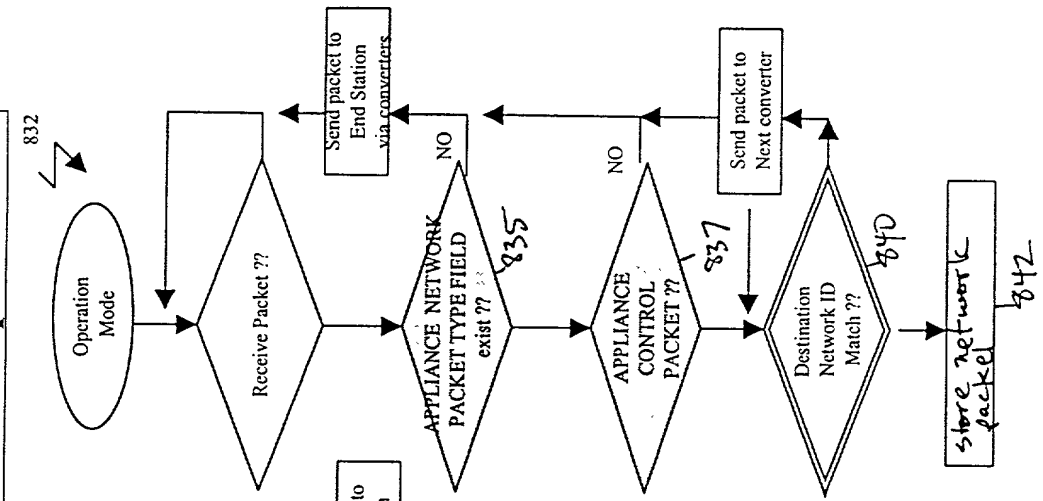 832
Operation
Mode
Receive Packet ??
Send packet to
End Station
via converters
APPLIANCE NETWORK
PACKET TYPE FIELD
exist ??
NO
835
to
APPLIANCE
CONTROL
PACKET ??
NO
837
Send packet to
Next converter
Destination
Network ID
Match ??
840
store network
packet
842